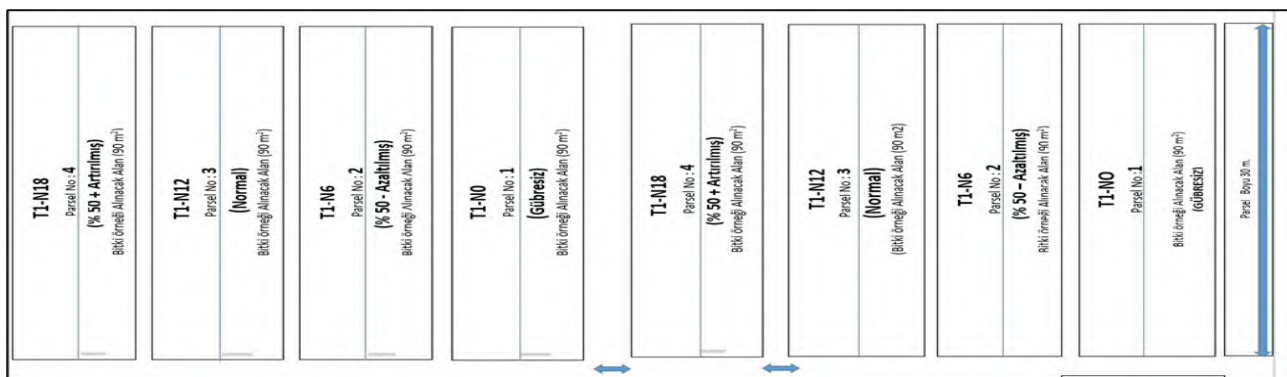 T1-N18
Parsel No : 4
(% 50 + Artırılmış)
Bitki örneği Alınacak Alan (90 m²)
T1-N12
Parsel No : 3
(Normal)
Bitki örneği Alınacak Alan (90 m²)
T1-N6
Parsel No : 2
(% 50 - Azaltılmış)
Bitki örneği Alınacak Alan (90 m²)
T1-N0
Parsel No : 1
(Gübresiz)
Bitki örneği Alınacak Alan (90 m²)
T1-N18
Parsel No : 4
(% 50 + Artırılmış)
Bitki örneği Alınacak Alan (90 m²)
T1-N12
Parsel No : 3
(Normal)
(Bitki örneği Alınacak Alan (90 m2)
T1-N6
Parsel No : 2
(% 50 – Azaltılmış)
Bitki örneği Alınacak Alan (90 m²)
T1-NO
Parsel No :1
Bitki örneği Alınacak Alan (90 m²)
(GÜBRESİZ)
Parsel Boyu 30 m.